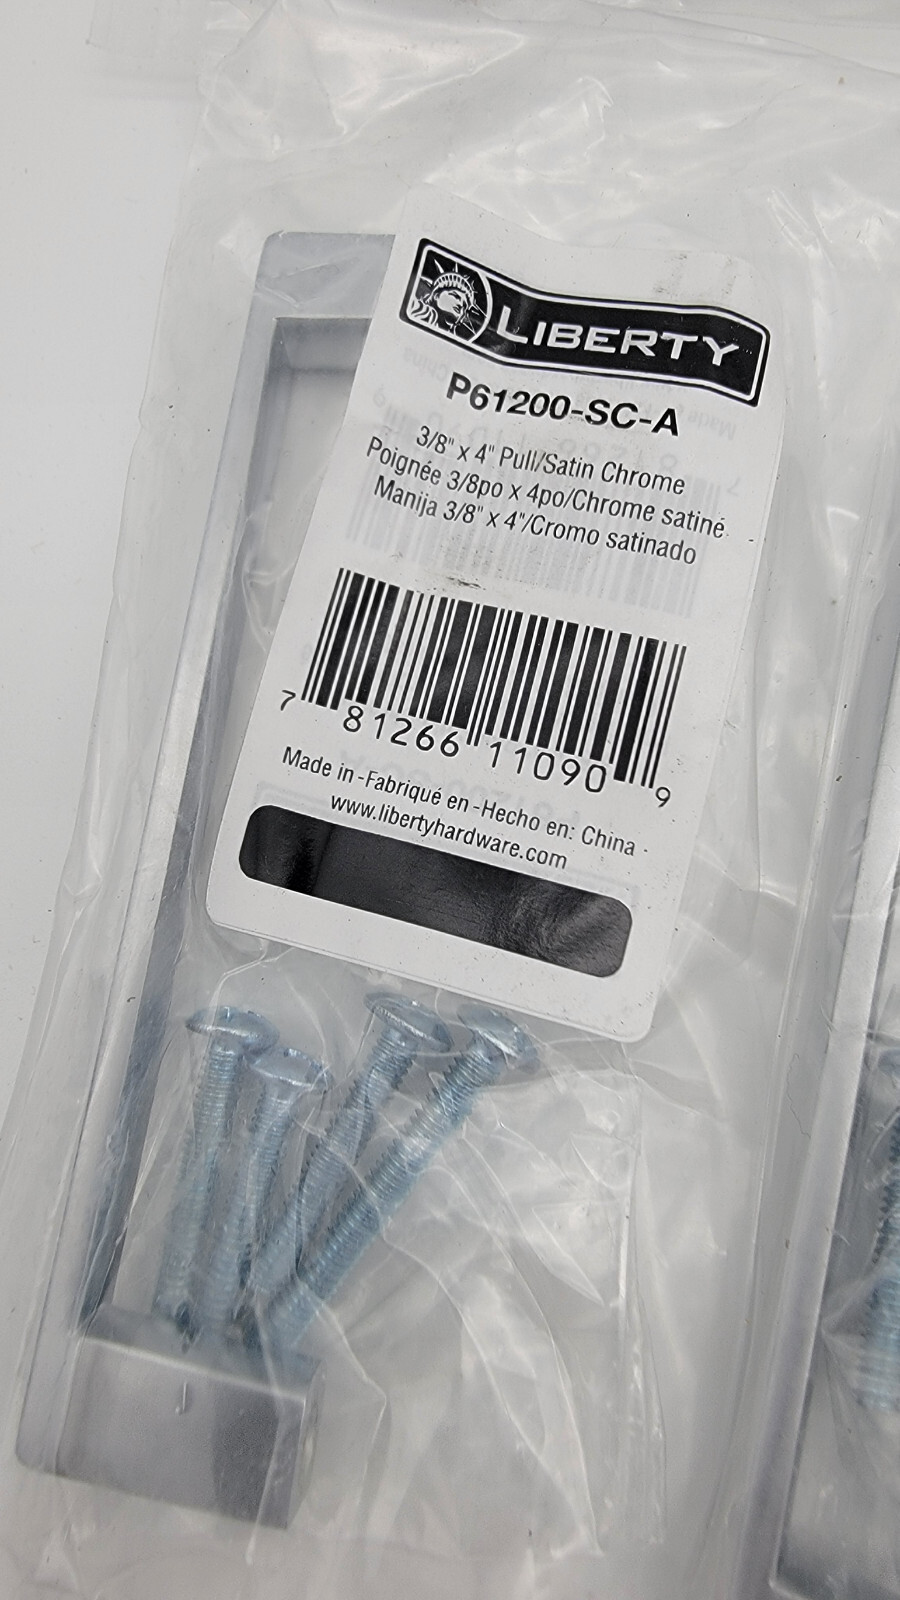 LIBERTY
P61200-SC-A
3/8" x 4" Pull/Satin Chrome
Poignée 3/8po x 4po/Chrome satiné
Manija 3/8" x 4"/Cromo satinado
7 81266 11090 9
Made in -Fabriqué en -Hecho en: China
www.libertyhardware.com